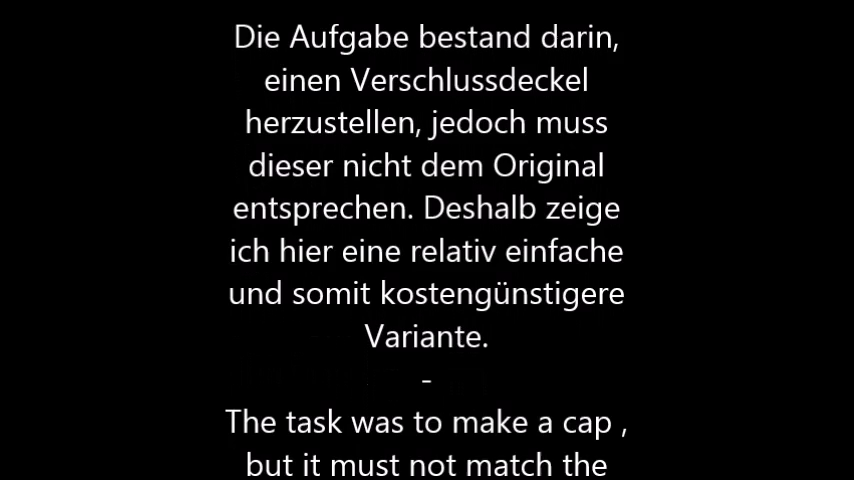 Die Aufgabe bestand darin,
einen Verschlussdeckel
herzustellen, jedoch muss
dieser nicht dem Original
entsprechen. Deshalb zeige
ich hier eine relativ einfache
und somit kostengünstigere
Variante.
-
The task was to make a cap ,
but it must not match the